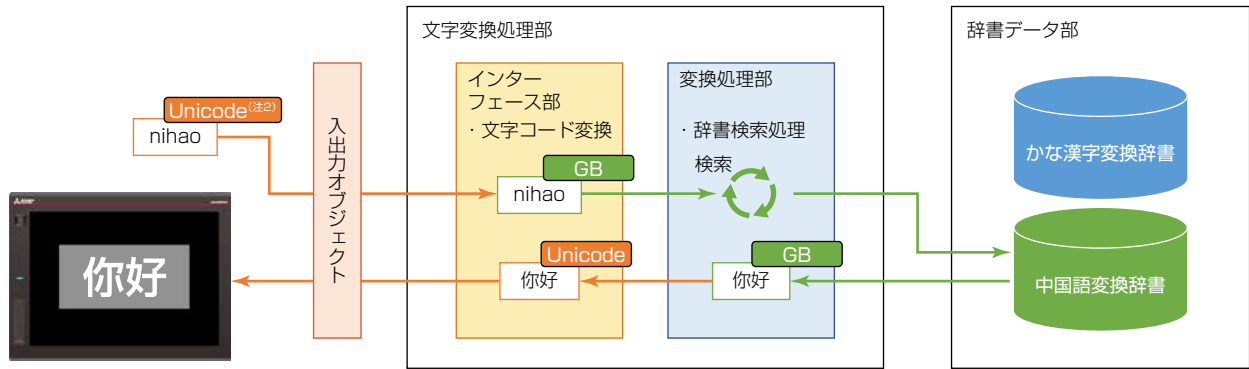 文字変換処理部
辞書データ部
インター
フェース部
・文字コード変換
変換処理部
・辞書検索処理
検索
Unicode(注2)
nihao
入出力オブジェクト
GB
nihao
かな漢字変換辞書
Unicode
你好
GB
你好
中国語変換辞書
你好